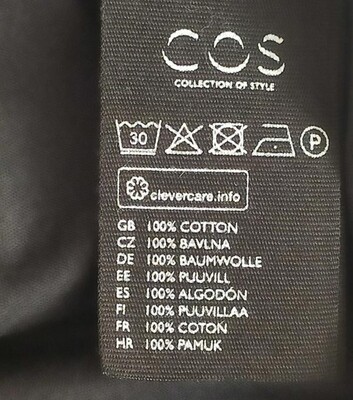 COS
COLLECTION OF STYLE
30 P
clevercare.info
GB 100% COTTON
CZ 100% BAVLNA
DE 100% BAUMWOLLE
EE 100% PUUVILL
ES 100% ALGODÓN
FI 100% PUUVILLAA
FR 100% COTON
HR 100% PAMUK